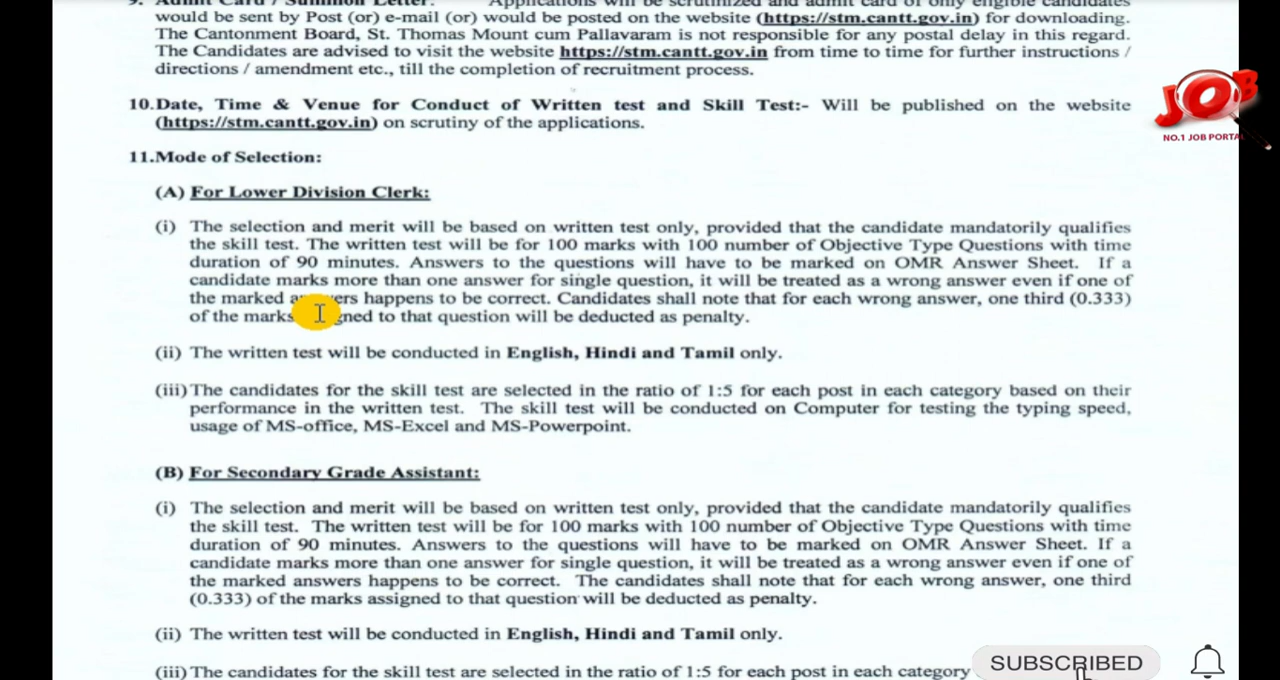 9. Admit Card / Summon Letter: Applications will be scrutinized and admit card of only eligible candidates
would be sent by Post (or) e-mail (or) would be posted on the website (https://stm.cantt.gov.in) for downloading.
The Cantonment Board, St. Thomas Mount cum Pallavaram is not responsible for any postal delay in this regard.
The Candidates are advised to visit the website https://stm.cantt.gov.in from time to time for further instructions /
directions / amendment etc., till the completion of recruitment process.
10.Date, Time & Venue for Conduct of Written test and Skill Test:- Will be published on the website
(https://stm.cantt.gov.in) on scrutiny of the applications.
11.Mode of Selection:
(A) For Lower Division Clerk:
(i) The selection and merit will be based on written test only, provided that the candidate mandatorily qualifies
the skill test. The written test will be for 100 marks with 100 number of Objective Type Questions with time
duration of 90 minutes. Answers to the questions will have to be marked on OMR Answer Sheet. If a
candidate marks more than one answer for single question, it will be treated as a wrong answer even if one of
the marked happens to be correct. Candidates shall note that for each wrong answer, one third (0.333)
of the marks to that question will be deducted as penalty.
(ii) The written test will be conducted in English, Hindi and Tamil only.
(iii) The candidates for the skill test are selected in the ratio of 1:5 for each post in each category based on their
performance in the written test. The skill test will be conducted on Computer for testing the typing speed,
usage of MS-office, MS-Excel and MS-Powerpoint.
(B) For Secondary Grade Assistant:
(i) The selection and merit will be based on written test only, provided that the candidate mandatorily qualifies
the skill test. The written test will be for 100 marks with 100 number of Objective Type Questions with time
duration of 90 minutes. Answers to the questions will have to be marked on OMR Answer Sheet. If a
candidate marks more than one answer for single question, it will be treated as a wrong answer even if one of
the marked answers happens to be correct. The candidates shall note that for each wrong answer, one third
(0.333) of the marks assigned to that question will be deducted as penalty.
(ii) The written test will be conducted in English, Hindi and Tamil only.
(iii) The candidates for the skill test are selected in the ratio of 1:5 for each post in each category
JOB
NO.1 JOB PORTAL
SUBSCRIBED